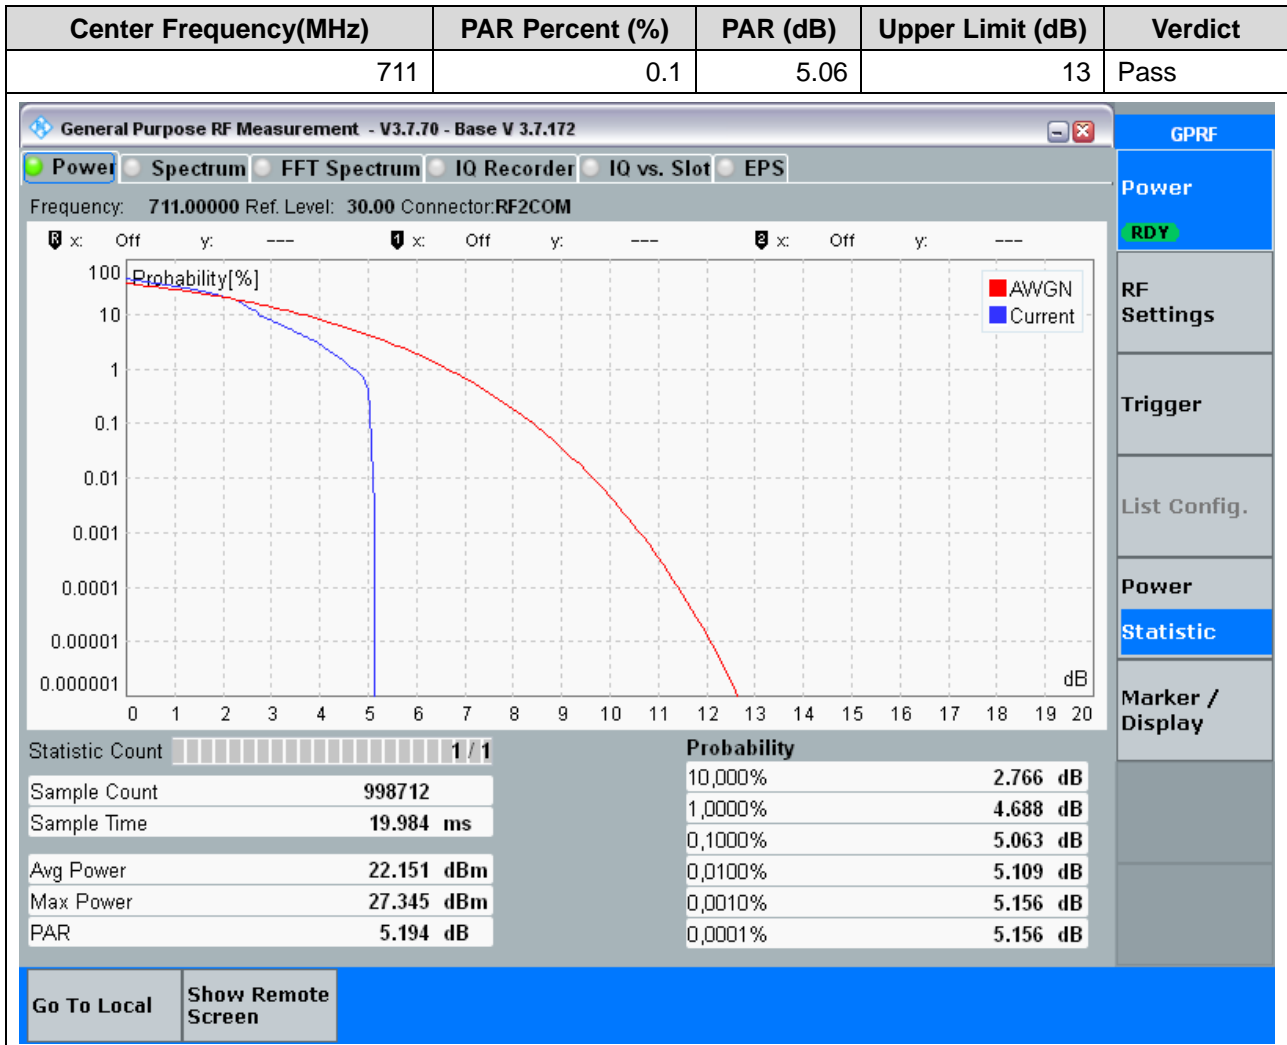 Center Frequency(MHz) PAR Percent (%) PAR (dB) Upper Limit (dB) Verdict
711 0.1 5.06 13 Pass
General Purpose RF Measurement - V3.7.70 - Base V 3.7.172
GPRF
Power Spectrum FFT Spectrum IQ Recorder IQ vs. Slot EPS
Power
RDY
Frequency: 711.00000 Ref. Level: 30.00 Connector:RF2COM
R x: Off y: --- 1 x: Off y: --- 2 x: Off y: ---
Probability[%]
100
10
1
0.1
0.01
0.001
0.0001
0.00001
0.000001
AWGN
Current
dB
0 1 2 3 4 5 6 7 8 9 10 11 12 13 14 15 16 17 18 19 20
RF
Settings
Trigger
List Config.
Power
Statistic
Marker /
Display
Statistic Count 1 / 1
Sample Count 998712
Sample Time 19.984 ms
Avg Power 22.151 dBm
Max Power 27.345 dBm
PAR 5.194 dB
Probability
10,000% 2.766 dB
1,0000% 4.688 dB
0,1000% 5.063 dB
0,0100% 5.109 dB
0,0010% 5.156 dB
0,0001% 5.156 dB
Go To Local
Show Remote
Screen